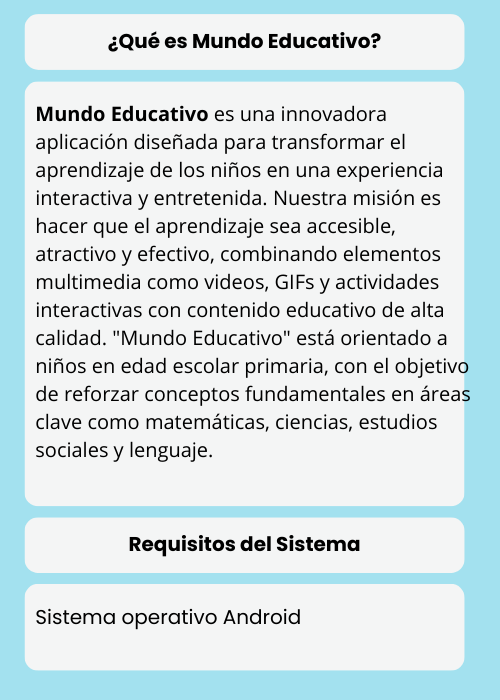 ¿Qué es Mundo Educativo?
Mundo Educativo es una innovadora
aplicación diseñada para transformar el
aprendizaje de los niños en una experiencia
interactiva y entretenida. Nuestra misión es
hacer que el aprendizaje sea accesible,
atractivo y efectivo, combinando elementos
multimedia como videos, GIFs y actividades
interactivas con contenido educativo de alta
calidad. "Mundo Educativo" está orientado a
niños en edad escolar primaria, con el objetivo
de reforzar conceptos fundamentales en áreas
clave como matemáticas, ciencias, estudios
sociales y lenguaje.
Requisitos del Sistema
Sistema operativo Android